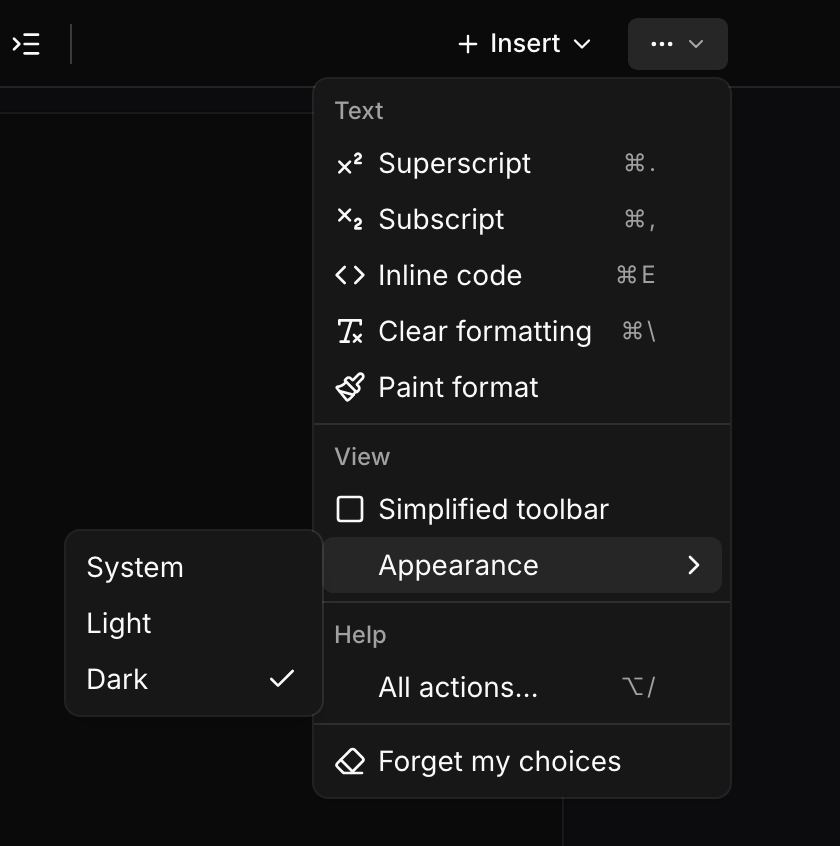 Insert
Text
Superscript ⌘.
Subscript ⌘,
Inline code ⌘E
Clear formatting ⌘\
Paint format
View
Simplified toolbar
Appearance
System
Light
Dark
Help
All actions... ⌥/
Forget my choices